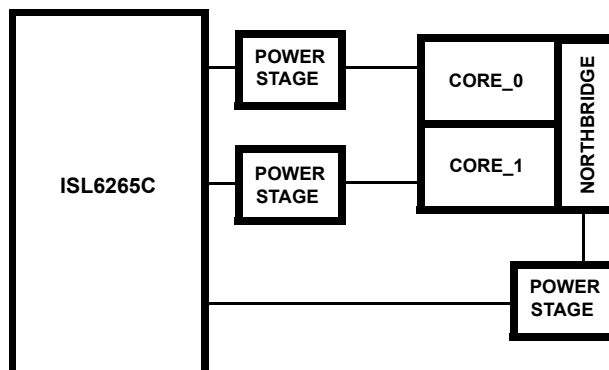 ISL6265C
POWER
STAGE
CORE_0
POWER
STAGE
CORE_1
NORTHBRIDGE
POWER
STAGE